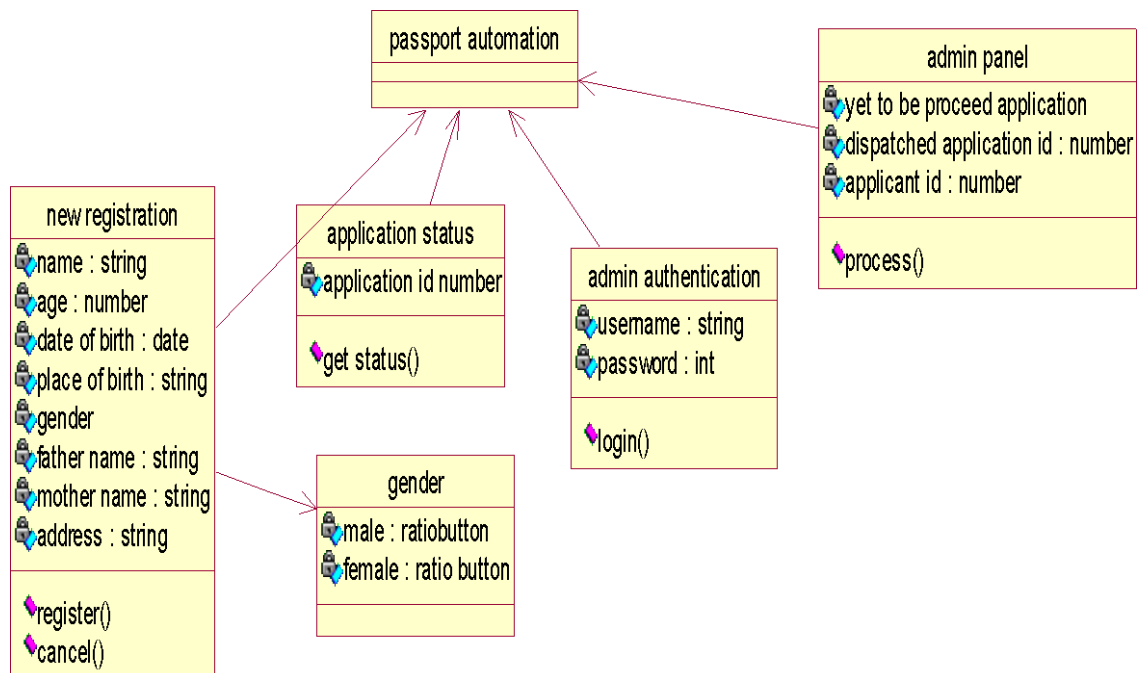 passport automation
admin panel
yet to be proceed application
dispatched application id : number
applicant id : number
process()
new registration
name : string
age : number
date of birth : date
place of birth : string
gender
father name : string
mother name : string
address : string
register()
cancel()
application status
application id number
get status()
admin authentication
username : string
password : int
login()
gender
male : ratiobutton
female : ratio button